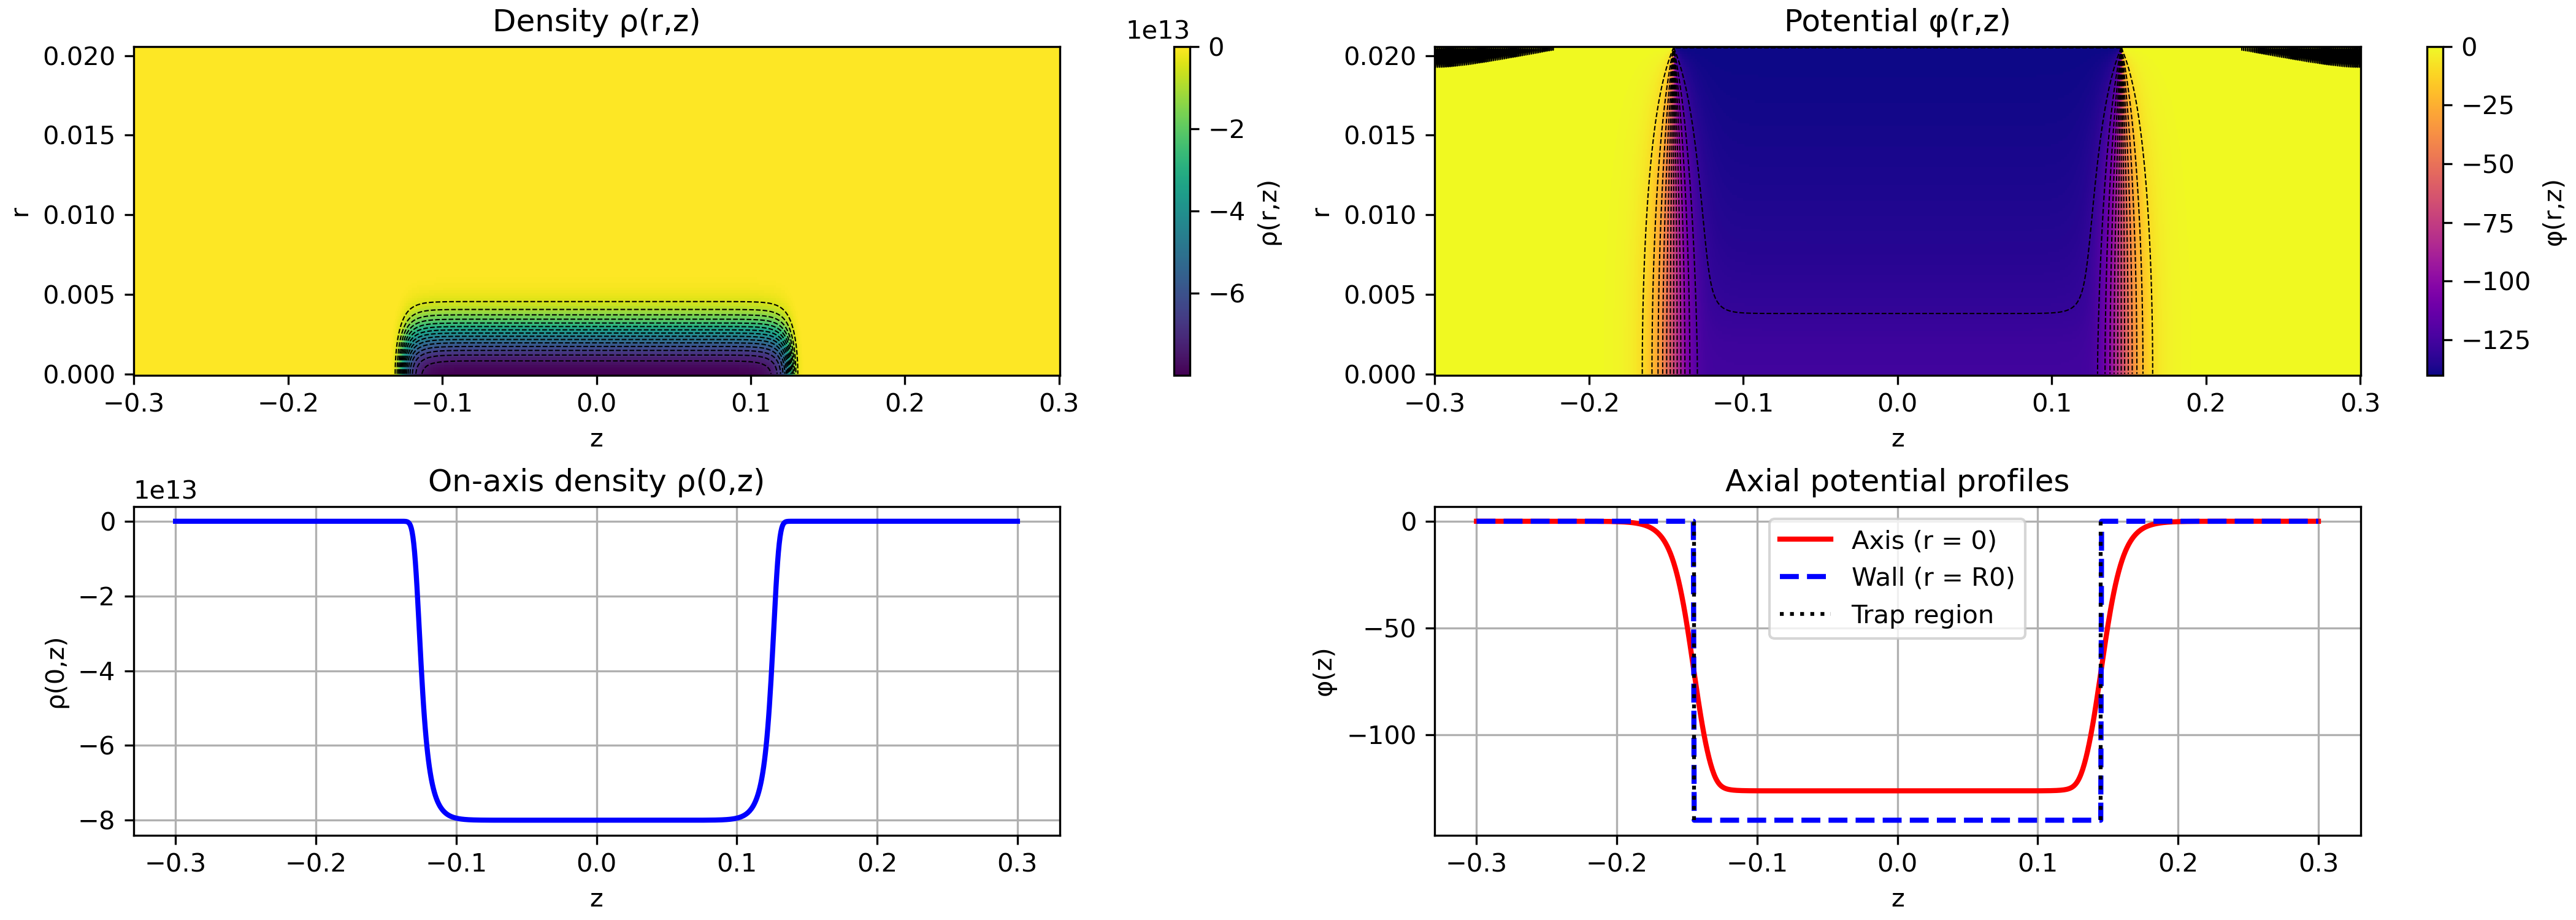 Density ρ(r,z)
1e13
0.020
0.015
0.010
0.005
0.000
r
−0.3 −0.2 −0.1 0.0 0.1 0.2 0.3
z
0
−2
−4
−6
ρ(r,z)
Potential φ(r,z)
0.020
0.015
0.010
0.005
0.000
r
−0.3 −0.2 −0.1 0.0 0.1 0.2 0.3
z
0
−25
−50
−75
−100
−125
φ(r,z)
On-axis density ρ(0,z)
1e13
0
−2
−4
−6
−8
ρ(0,z)
−0.3 −0.2 −0.1 0.0 0.1 0.2 0.3
z
Axial potential profiles
0
−50
−100
φ(z)
Axis (r = 0)
Wall (r = R0)
Trap region
−0.3 −0.2 −0.1 0.0 0.1 0.2 0.3
z